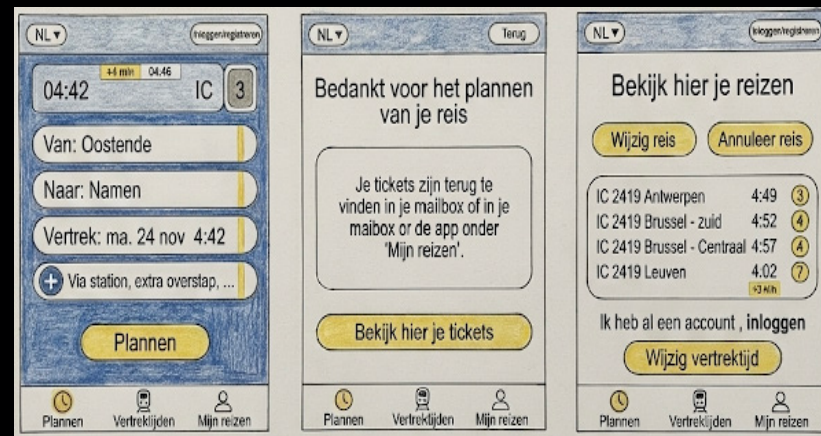 NL▼
Inloggen/registreren
+4 min 04.46
04:42 IC 3
Van: Oostende
Naar: Namen
Vertrek: ma. 24 nov 4:42
Via station, extra overstap, ...
Plannen
Plannen Vertrektijden Mijn reizen
NL▼
Terug
Bedankt voor het plannen
van je reis
Je tickets zijn terug te
vinden in je mailbox of in je
maibox or de app onder
'Mijn reizen'.
Bekijk hier je tickets
Plannen Vertrektijden Mijn reizen
NL▼
Inloggen/registreren
Bekijk hier je reizen
Wijzig reis Annuleer reis
IC 2419 Antwerpen 4:49 3
IC 2419 Brussel - zuid 4:52 4
IC 2419 Brussel - Centraal 4:57 4
IC 2419 Leuven 4.02 7
+3 min
Ik heb al een account , inloggen
Wijzig vertrektijd
Plannen Vertrektijden Mijn reizen